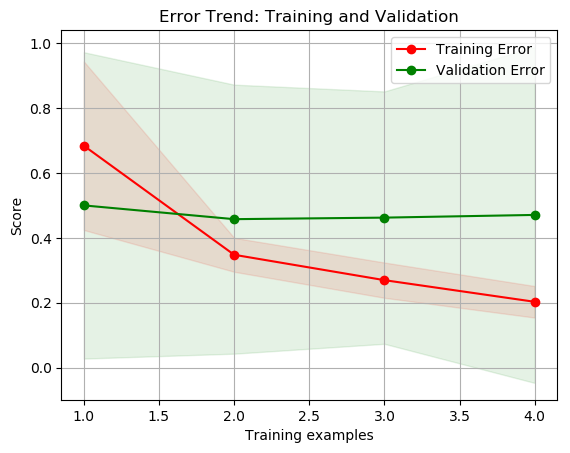 Error Trend: Training and Validation
Training Error
Validation Error
Score
1.0
0.8
0.6
0.4
0.2
0.0
1.0 1.5 2.0 2.5 3.0 3.5 4.0
Training examples